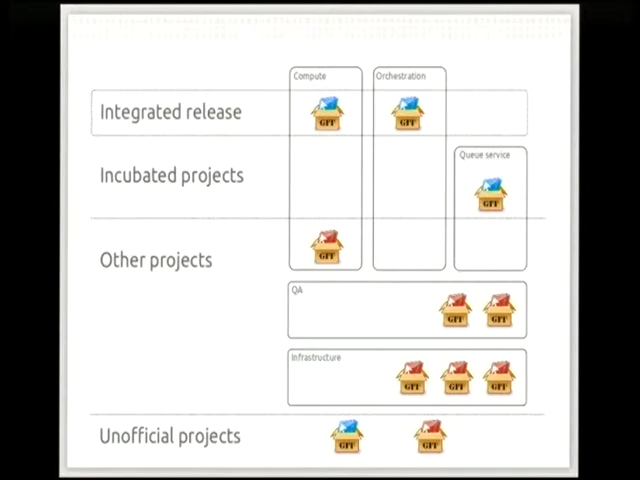 Compute
Orchestration
Integrated release
GIT
GIT
Queue service
Incubated projects
GIT
Other projects
GIT
QA
GIT
GIT
Infrastructure
GIT
GIT
GIT
Unofficial projects
GIT
GIT